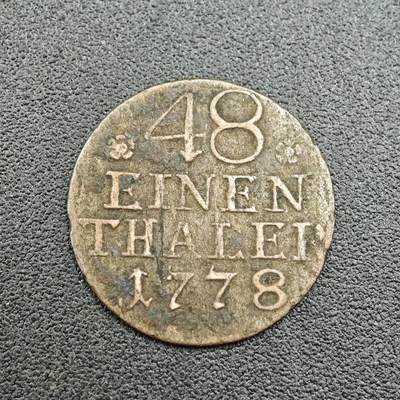 48
EINEN
THALER
1778